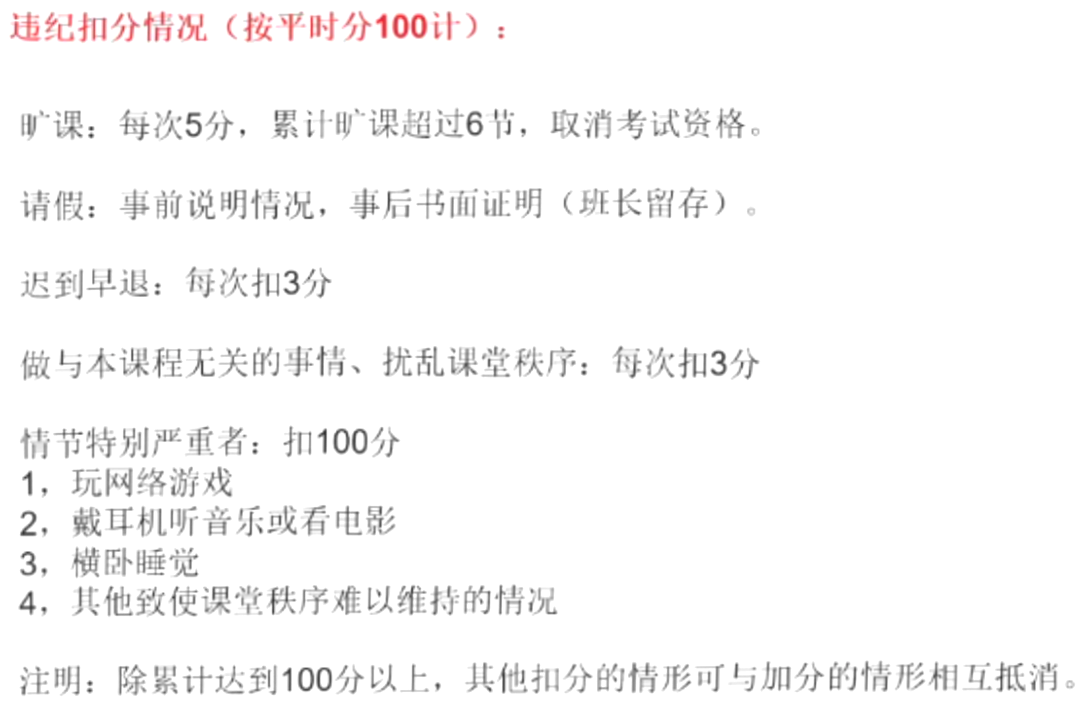 违纪扣分情况（按平时分100计）：
旷课：每次5分，累计旷课超过6节，取消考试资格。
请假：事前说明情况，事后书面证明（班长留存）。
迟到早退：每次扣3分
做与本课程无关的事情、扰乱课堂秩序：每次扣3分
情节特别严重者：扣100分
1，玩网络游戏
2，戴耳机听音乐或看电影
3，横卧睡觉
4，其他致使课堂秩序难以维持的情况
注明：除累计达到100分以上，其他扣分的情形可与加分的情形相互抵消。